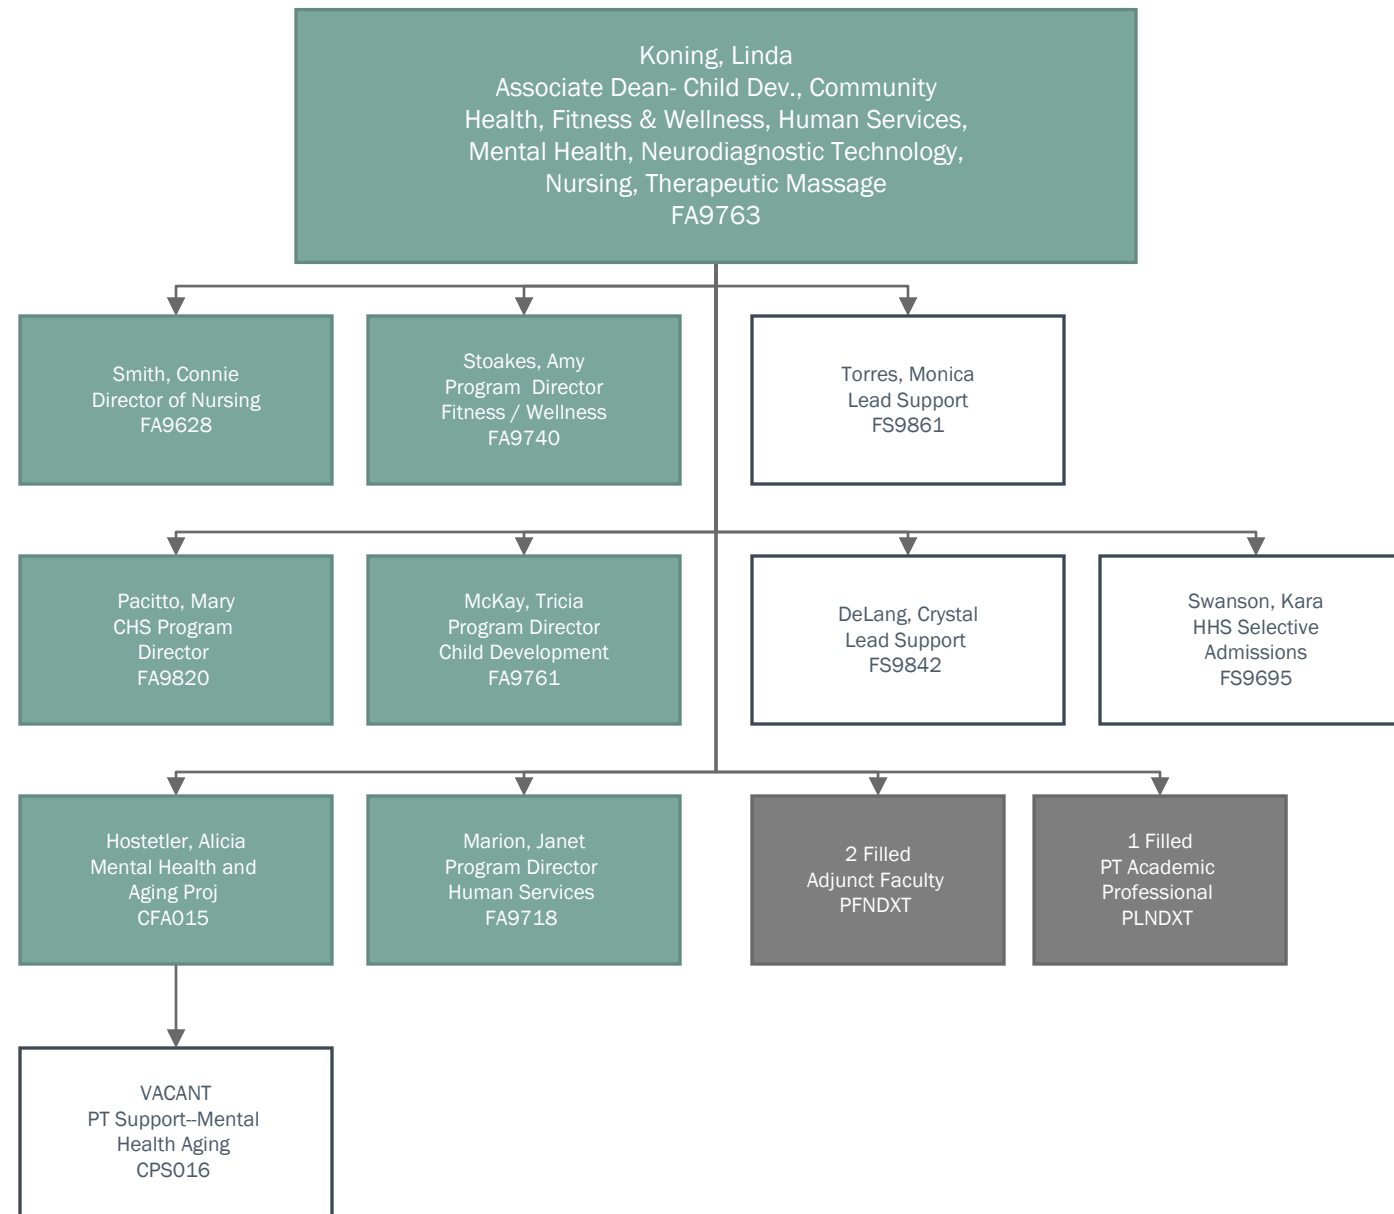 Koning, Linda
Associate Dean- Child Dev., Community
Health, Fitness & Wellness, Human Services,
Mental Health, Neurodiagnostic Technology,
Nursing, Therapeutic Massage
FA9763
Smith, Connie
Director of Nursing
FA9628
Stoakes, Amy
Program  Director
Fitness / Wellness
FA9740
Torres, Monica
Lead Support
FS9861
Pacitto, Mary
CHS Program
Director
FA9820
McKay, Tricia
Program Director
Child Development
FA9761
DeLang, Crystal
Lead Support
FS9842
Swanson, Kara
HHS Selective
Admissions
FS9695
Hostetler, Alicia
Mental Health and
Aging Proj
CFA015
Marion, Janet
Program Director
Human Services
FA9718
2 Filled
Adjunct Faculty
PFNDXT
1 Filled
PT Academic
Professional
PLNDXT
VACANT
PT Support--Mental
Health Aging
CPS016